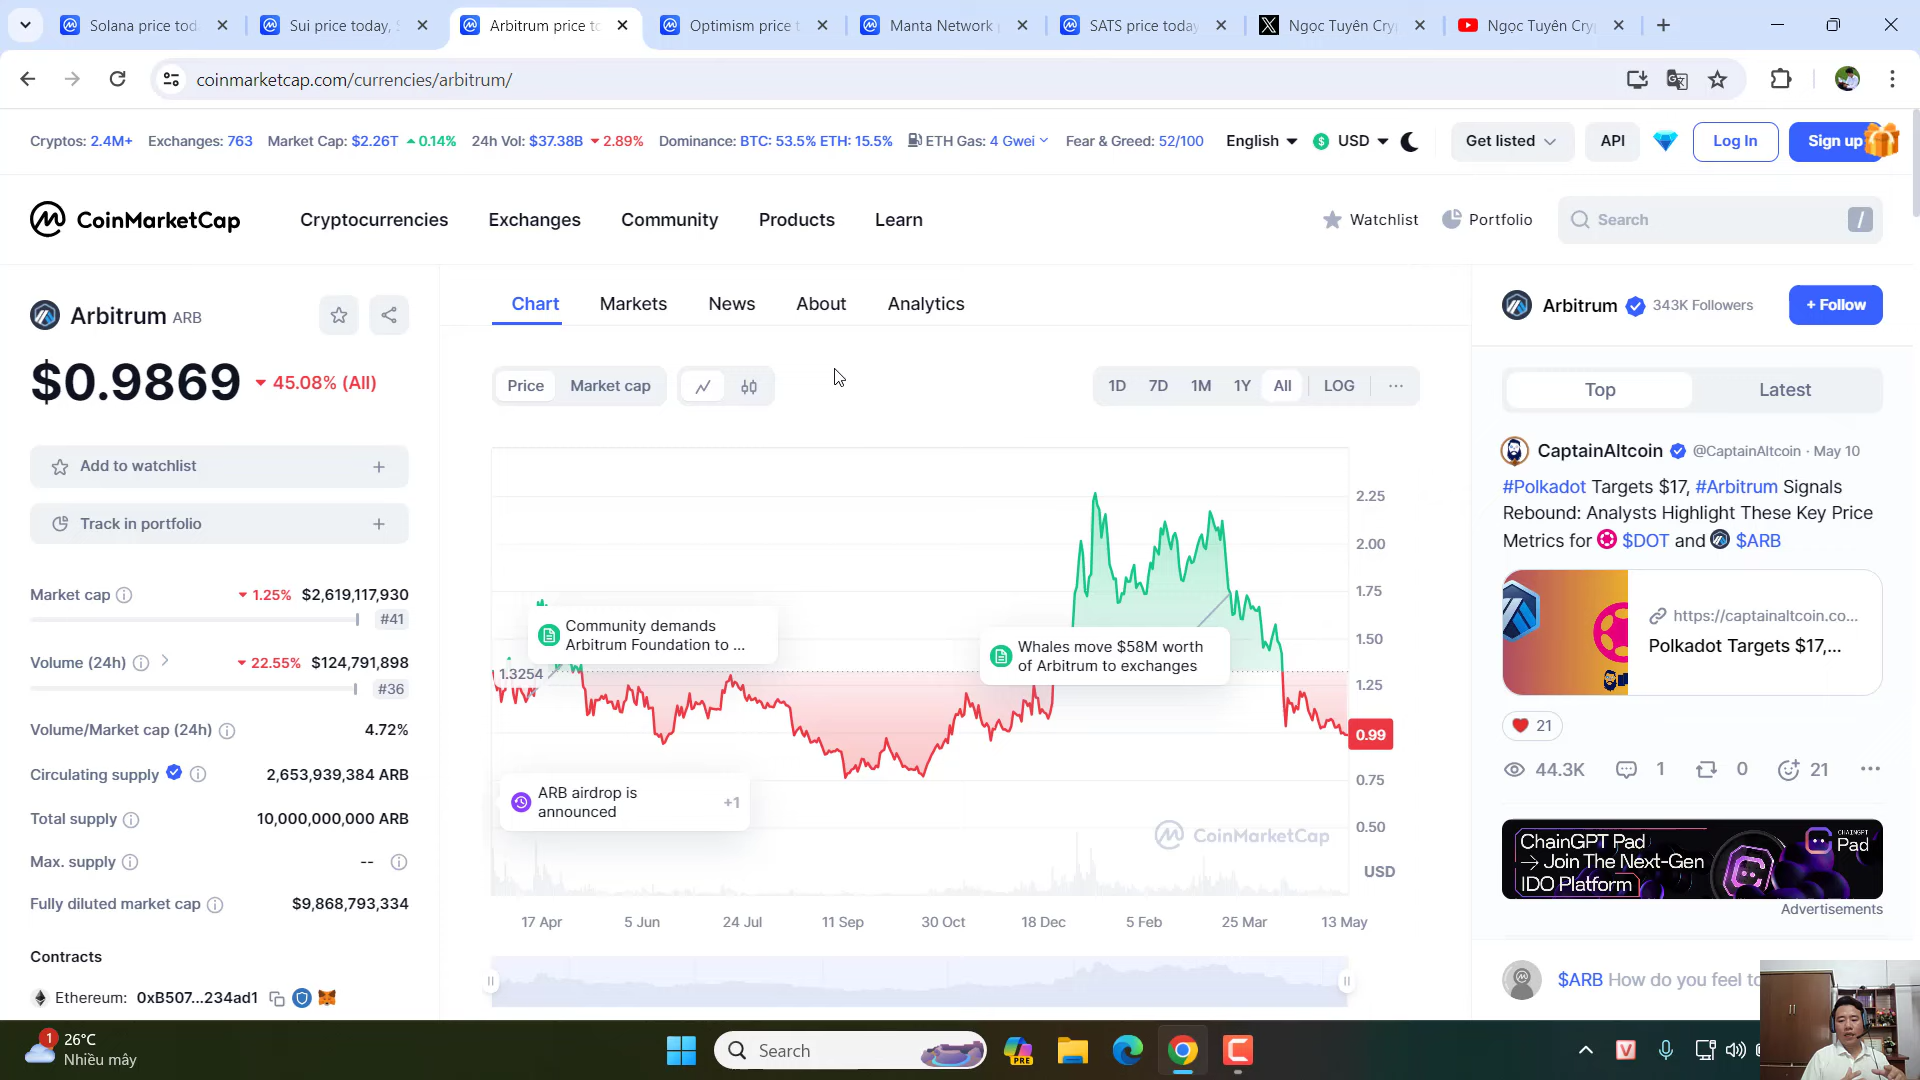 Solana price tod
Sui price today, S
Arbitrum price to
Optimism price t
Manta Network
SATS price today
Ngọc Tuyên Cry
Ngọc Tuyên Cry
coinmarketcap.com/currencies/arbitrum/
Cryptos: 2.4M+ Exchanges: 763 Market Cap: $2.26T 0.14% 24h Vol: $37.38B 2.89% Dominance: BTC: 53.5% ETH: 15.5% ETH Gas: 4 Gwei Fear & Greed: 52/100
English USD Get listed API Log In Sign up
CoinMarketCap Cryptocurrencies Exchanges Community Products Learn
Watchlist Portfolio Search /
Arbitrum ARB
$0.9869 45.08% (All)
Add to watchlist +
Track in portfolio +
Market cap 1.25% $2,619,117,930
#41
Volume (24h) 22.55% $124,791,898
#36
Volume/Market cap (24h) 4.72%
Circulating supply 2,653,939,384 ARB
Total supply 10,000,000,000 ARB
Max. supply --
Fully diluted market cap $9,868,793,334
Contracts
Ethereum: 0xB507...234ad1
Chart Markets News About Analytics
Price Market cap
1D 7D 1M 1Y All LOG ...
2.25
2.00
1.75
1.50
1.25
0.99
0.75
0.50
USD
1.3254
Community demands
Arbitrum Foundation to ...
Whales move $58M worth
of Arbitrum to exchanges
ARB airdrop is
announced
+1
CoinMarketCap
17 Apr 5 Jun 24 Jul 11 Sep 30 Oct 18 Dec 5 Feb 25 Mar 13 May
Arbitrum 343K Followers + Follow
Top Latest
CaptainAltcoin @CaptainAltcoin · May 10
#Polkadot Targets $17, #Arbitrum Signals
Rebound: Analysts Highlight These Key Price
Metrics for $DOT and $ARB
https://captainaltcoin.co...
Polkadot Targets $17,...
21
44.3K 1 0 21 ...
ChainGPT Pad
→ Join The Next-Gen
IDO Platform
CHAINGPT
Pad
Advertisements
$ARB How do you feel to
1
26°C
Nhiều mây
Search
PRE
V